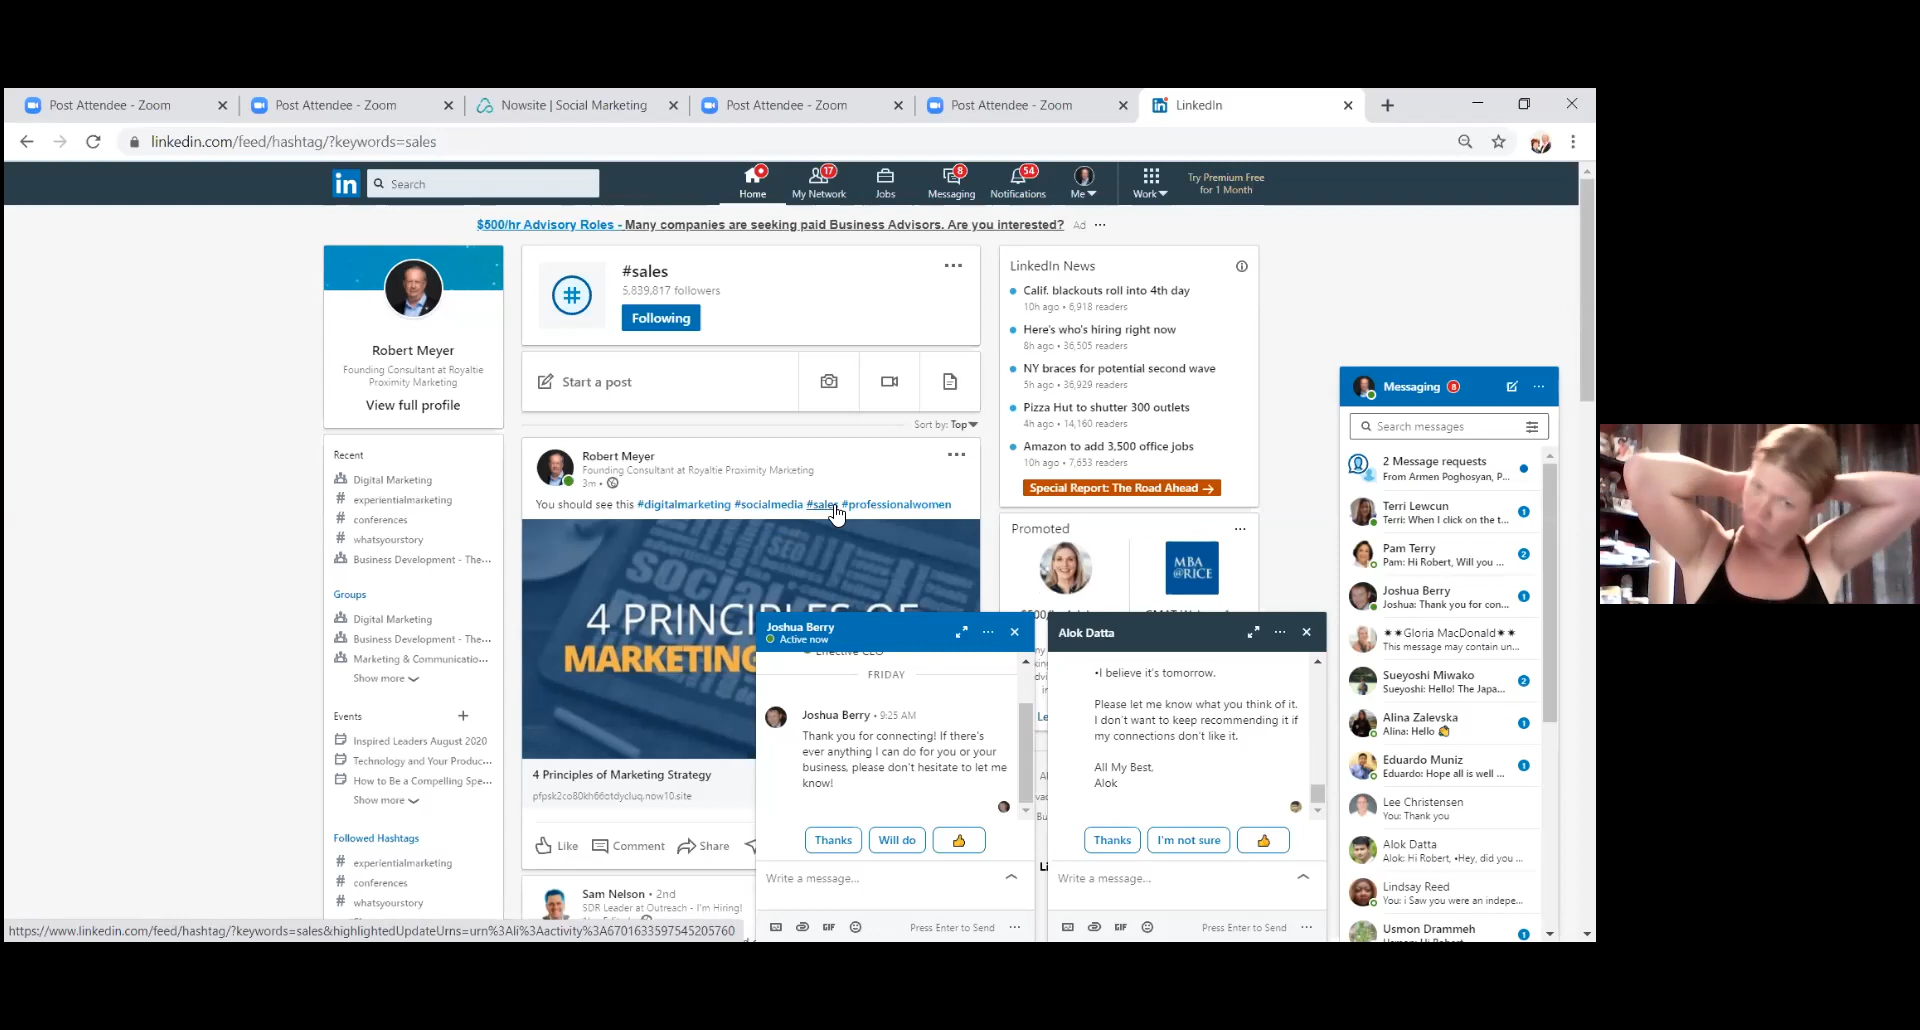 Post Attendee - Zoom
Post Attendee - Zoom
Nowsite | Social Marketing
Post Attendee - Zoom
Post Attendee - Zoom
LinkedIn
linkedin.com/feed/hashtag/?keywords=sales
in
Search
Home
17
My Network
Jobs
8
Messaging
54
Notifications
Me
Work
Try Premium Free
for 1 Month
$500/hr Advisory Roles - Many companies are seeking paid Business Advisors. Are you interested?
Ad
Robert Meyer
Founding Consultant at Royaltie
Proximity Marketing
View full profile
Recent
Digital Marketing
# experientialmarketing
# conferences
# whatsyourstory
Business Development - The...
Groups
Digital Marketing
Business Development - The...
Marketing & Communicatio...
Show more
Events
Inspired Leaders August 2020
Technology and Your Produc...
How to Be a Compelling Spe...
Show more
Followed Hashtags
# experientialmarketing
# conferences
# whatsyourstory
#
#sales
5,839,817 followers
Following
Start a post
Sort by: Top
Robert Meyer
Founding Consultant at Royaltie Proximity Marketing
3m •
You should see this #digitalmarketing #socialmedia #sales #professionalwomen
4 PRINCIPLES OF
MARKETING
4 Principles of Marketing Strategy
pfpsk2co80kh66otdycluq.now10.site
Like
Comment
Share
Sam Nelson • 2nd
SDR Leader at Outreach - I'm Hiring!
LinkedIn News
Calif. blackouts roll into 4th day
10h ago • 6,918 readers
Here's who's hiring right now
8h ago • 36,505 readers
NY braces for potential second wave
5h ago • 36,929 readers
Pizza Hut to shutter 300 outlets
4h ago • 14,160 readers
Amazon to add 3,500 office jobs
10h ago • 7,653 readers
Special Report: The Road Ahead →
Promoted
MBA
@RICE
Joshua Berry
Active now
Effective CEO
FRIDAY
Joshua Berry • 9:25 AM
Thank you for connecting! If there's
ever anything I can do for you or your
business, please don't hesitate to let me
know!
Thanks
Will do
Write a message...
GIF
Press Enter to Send
Alok Datta
•I believe it's tomorrow.
Please let me know what you think of it.
I don't want to keep recommending it if
my connections don't like it.
All My Best,
Alok
Thanks
I'm not sure
Write a message...
GIF
Press Enter to Send
Messaging 8
Search messages
2 Message requests
From Armen Poghosyan, P...
Terri Lewcun
Terri: When I click on the t...
1
Pam Terry
Pam: Hi Robert, Will you ...
2
Joshua Berry
Joshua: Thank you for con...
1
✶✶Gloria MacDonald✶✶
This message may contain un...
Sueyoshi Miwako
Sueyoshi: Hello! The Japa...
2
Alina Zalevska
Alina: Hello 👏
1
Eduardo Muniz
Eduardo: Hope all is well ...
1
Lee Christensen
You: Thank you
Alok Datta
Alok: Hi Robert, •Hey, did you ...
Lindsay Reed
You: i Saw you were an indepe...
Usmon Drammeh
1
https://www.linkedin.com/feed/hashtag/?keywords=sales&highlightedUpdateUrns=urn%3Ali%3Aactivity%3A6701633597545205760